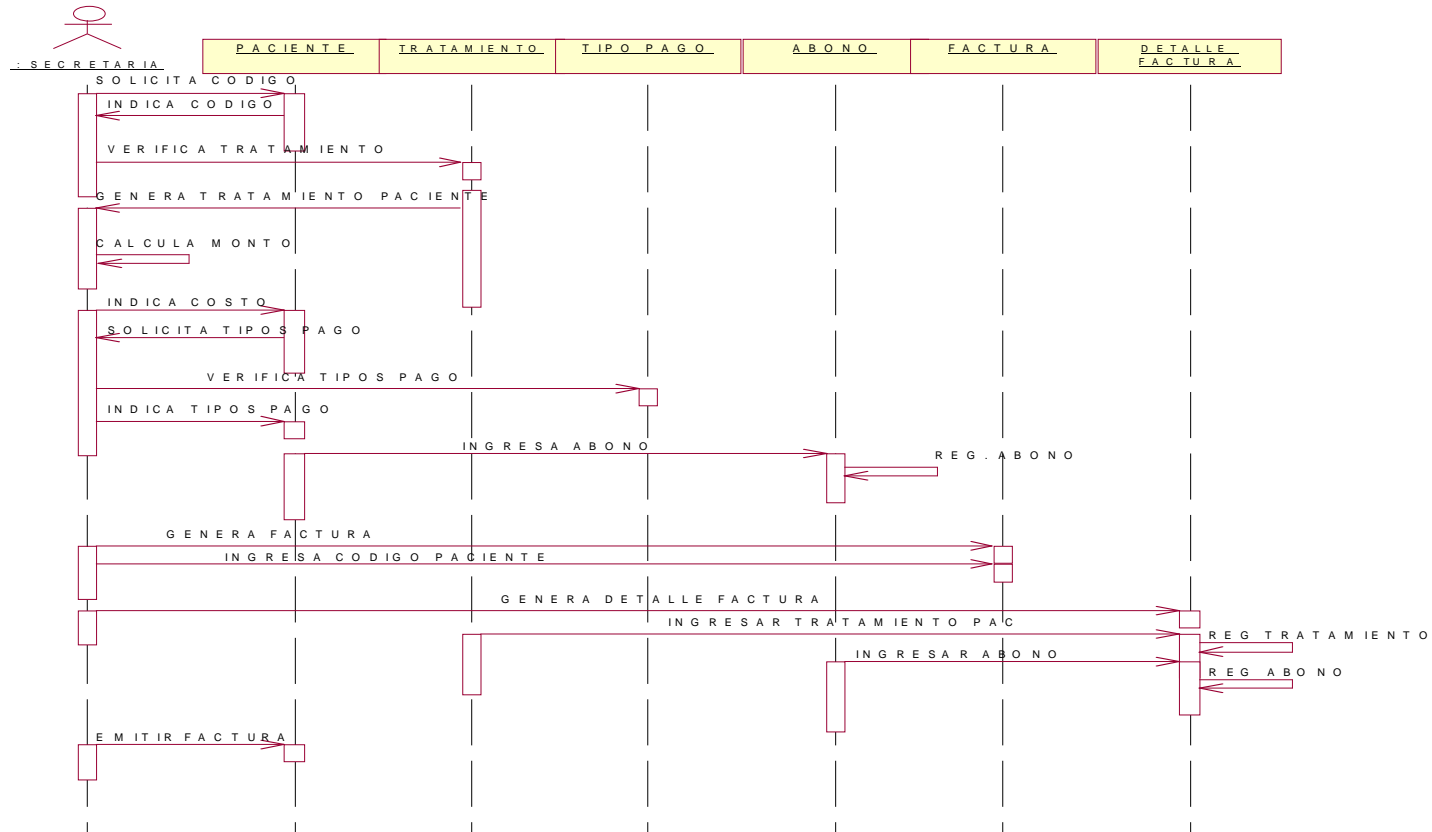 PACIENTE
TRATAMIENTO
TIPO PAGO
ABONO
FACTURA
DETALLE
FACTURA
: SECRETARIA
SOLICITA CODIGO
INDICA CODIGO
VERIFICA TRATAMIENTO
GENERA TRATAMIENTO PACIENTE
CALCULA MONTO
INDICA COSTO
SOLICITA TIPOS PAGO
VERIFICA TIPOS PAGO
INDICA TIPOS PAGO
INGRESA ABONO
REG. ABONO
GENERA FACTURA
INGRESA CODIGO PACIENTE
GENERA DETALLE FACTURA
INGRESAR TRATAMIENTO PAC
REG TRATAMIENTO
INGRESAR ABONO
REG ABONO
EMITIR FACTURA